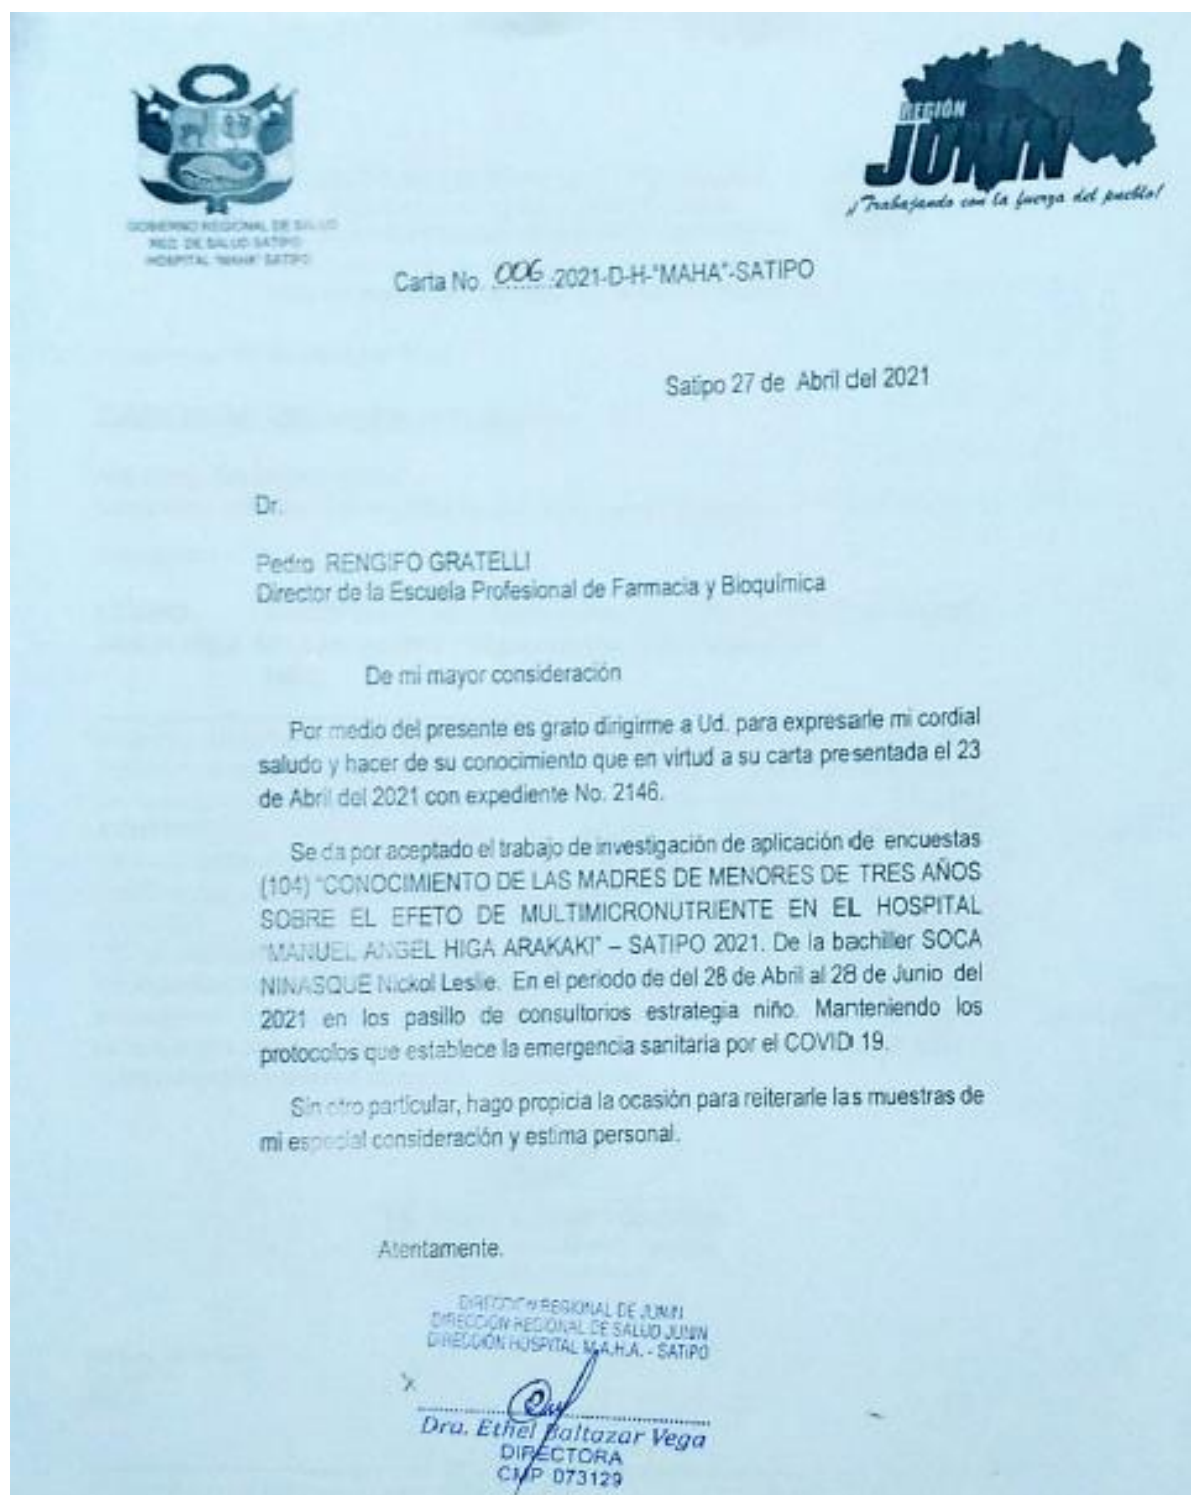 GOBIERNO REGIONAL DE SALUD
RED DE SALUD SATIPO
HOSPITAL "MAHA" SATIPO
REGIÓN
JUNIN
¡Trabajando con la fuerza del pueblo!
Carta No. 006-2021-D-H-"MAHA"-SATIPO
Satipo 27 de Abril del 2021
Dr.
Pedro RENGIFO GRATELLI
Director de la Escuela Profesional de Farmacia y Bioquímica
De mi mayor consideración
Por medio del presente es grato dirigirme a Ud. para expresarle mi cordial
saludo y hacer de su conocimiento que en virtud a su carta presentada el 23
de Abril del 2021 con expediente No. 2146.
Se da por aceptado el trabajo de investigación de aplicación de encuestas
(104) "CONOCIMIENTO DE LAS MADRES DE MENORES DE TRES AÑOS
SOBRE EL EFETO DE MULTIMICRONUTRIENTE EN EL HOSPITAL
"MANUEL ANGEL HIGA ARAKAKI" – SATIPO 2021. De la bachiller SOCA
NINASQUE Nickol Leslie. En el periodo de del 28 de Abril al 28 de Junio del
2021 en los pasillo de consultorios estrategia niño. Manteniendo los
protocolos que establece la emergencia sanitaria por el COVID 19.
Sin otro particular, hago propicia la ocasión para reiterarle las muestras de
mi especial consideración y estima personal.
Atentamente.
DIRECCION REGIONAL DE JUNIN
DIRECCION REGIONAL DE SALUD JUNIN
DIRECCIÓN HOSPITAL M.A.H.A. - SATIPO
Dra. Ethel Baltazar Vega
DIRECTORA
CMP 073129